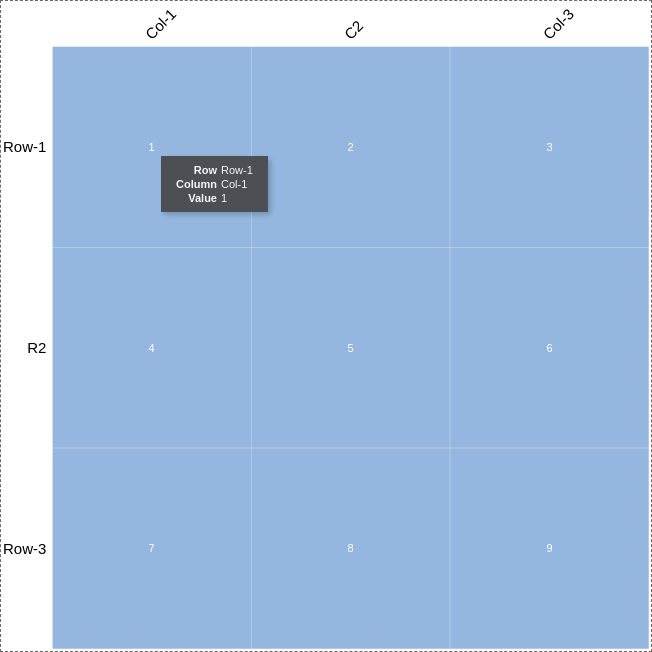 Col-1 C2 Col-3
Row-1 1 2 3
Row Row-1
Column Col-1
Value 1
R2 4 5 6
Row-3 7 8 9